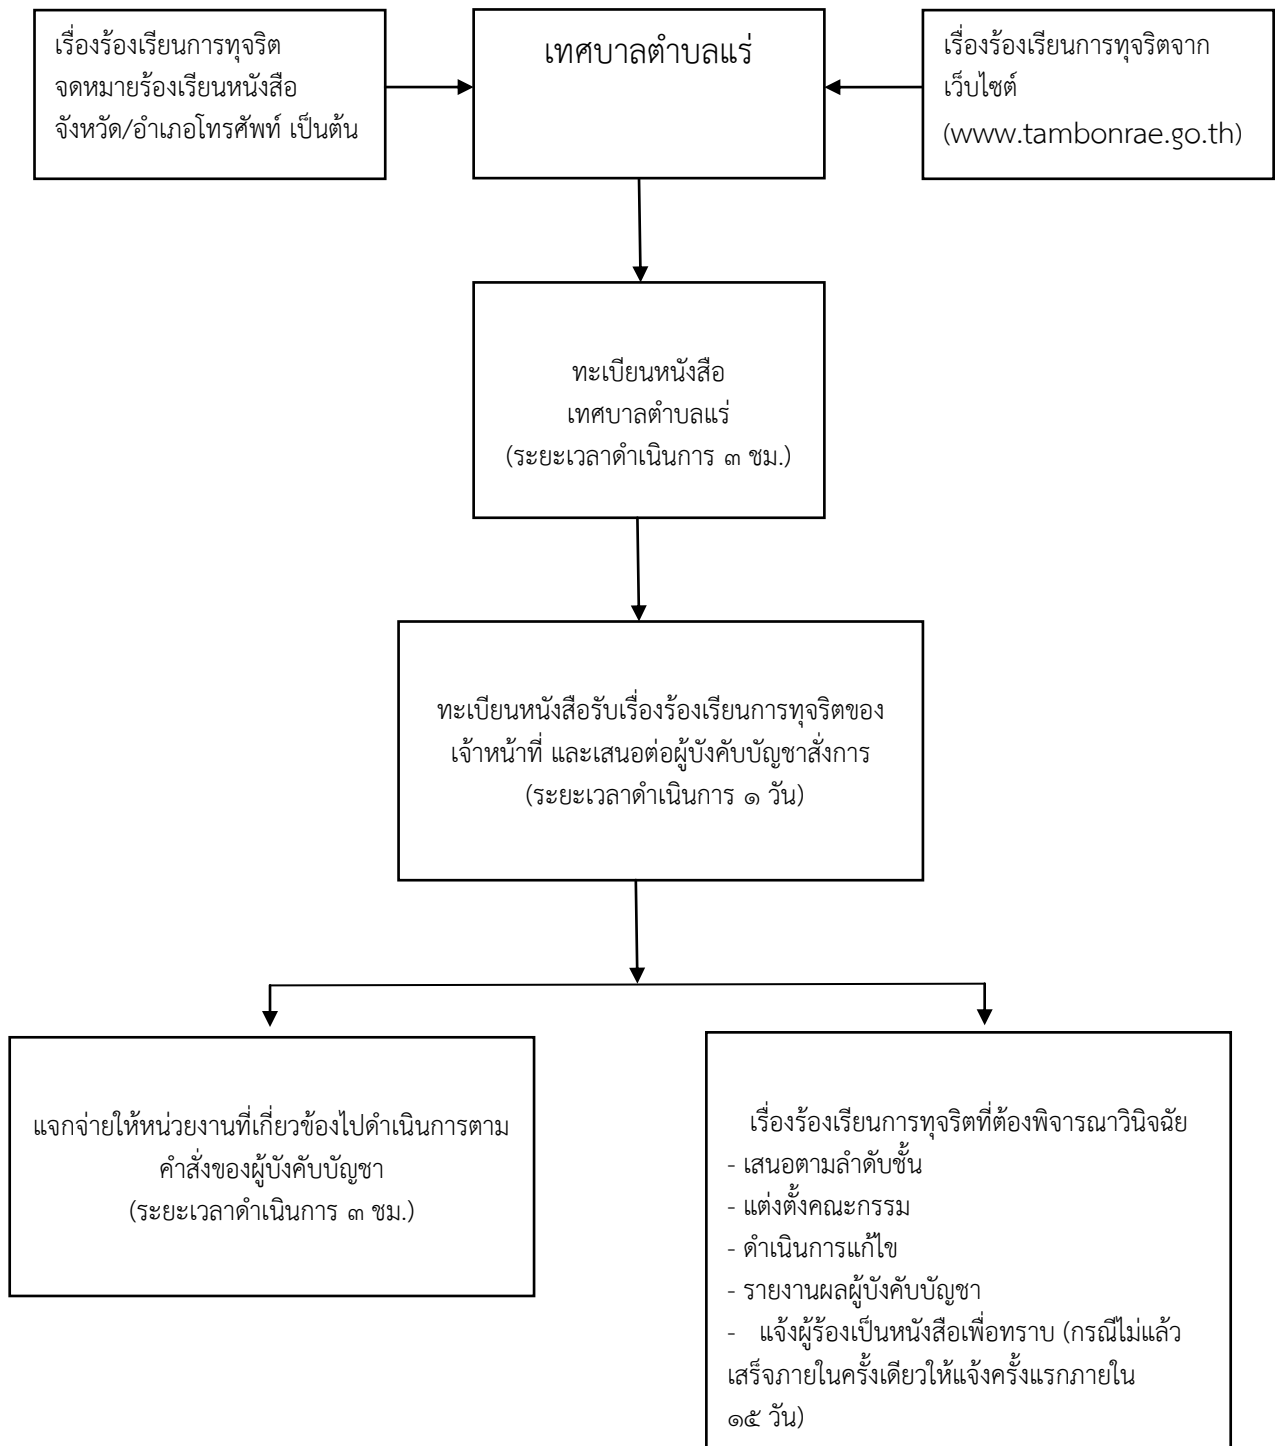 เรื่องร้องเรียนการทุจริต
จดหมายร้องเรียนหนังสือ
จังหวัด/อำเภอโทรศัพท์ เป็นต้น
เทศบาลตำบลแร่
เรื่องร้องเรียนการทุจริตจาก
เว็บไซต์
(www.tambonrae.go.th)
ทะเบียนหนังสือ
เทศบาลตำบลแร่
(ระยะเวลาดำเนินการ ๓ ชม.)
ทะเบียนหนังสือรับเรื่องร้องเรียนการทุจริตของ
เจ้าหน้าที่ และเสนอต่อผู้บังคับบัญชาสั่งการ
(ระยะเวลาดำเนินการ ๑ วัน)
แจกจ่ายให้หน่วยงานที่เกี่ยวข้องไปดำเนินการตาม
คำสั่งของผู้บังคับบัญชา
(ระยะเวลาดำเนินการ ๓ ชม.)
เรื่องร้องเรียนการทุจริตที่ต้องพิจารณาวินิจฉัย
- เสนอตามลำดับชั้น
- แต่งตั้งคณะกรรม
- ดำเนินการแก้ไข
- รายงานผลผู้บังคับบัญชา
- แจ้งผู้ร้องเป็นหนังสือเพื่อทราบ (กรณีไม่แล้ว
เสร็จภายในครั้งเดียวให้แจ้งครั้งแรกภายใน
๑๕ วัน)